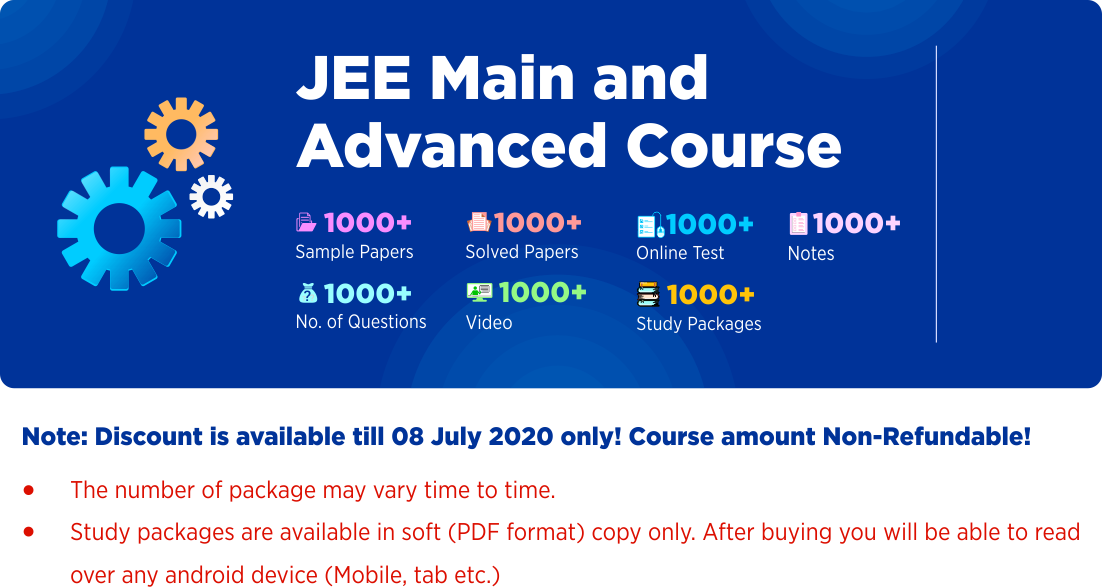 JEE Main and
Advanced Course
1000+ 1000+ 1000+ 1000+
Sample Papers Solved Papers Online Test Notes
1000+ 1000+ 1000+
No. of Questions Video Study Packages
Note: Discount is available till 08 July 2020 only! Course amount Non-Refundable!
• The number of package may vary time to time.
• Study packages are available in soft (PDF format) copy only. After buying you will be able to read
over any android device (Mobile, tab etc.)